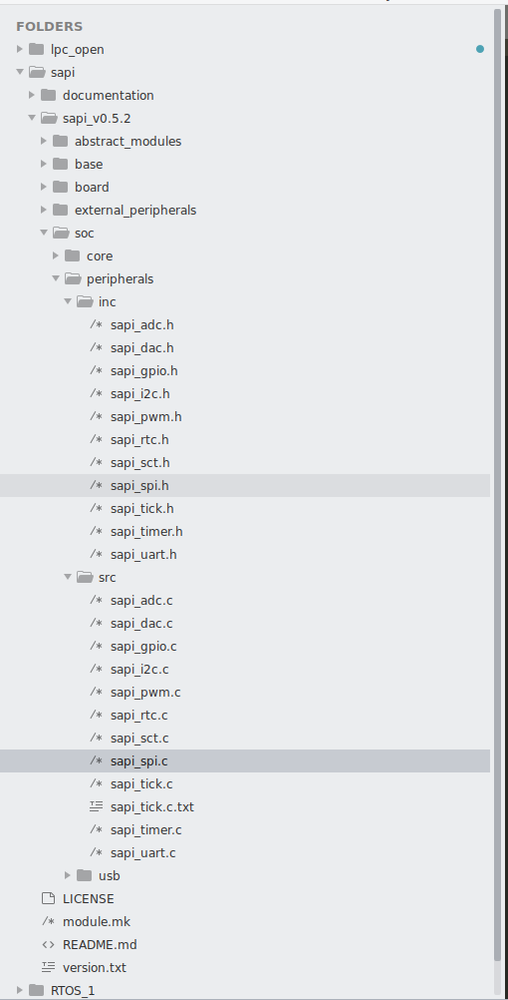 FOLDERS
lpc_open
sapi
documentation
sapi_v0.5.2
abstract_modules
base
board
external_peripherals
soc
core
peripherals
inc
/* sapi_adc.h
/* sapi_dac.h
/* sapi_gpio.h
/* sapi_i2c.h
/* sapi_pwm.h
/* sapi_rtc.h
/* sapi_sct.h
/* sapi_spi.h
/* sapi_tick.h
/* sapi_timer.h
/* sapi_uart.h
src
/* sapi_adc.c
/* sapi_dac.c
/* sapi_gpio.c
/* sapi_i2c.c
/* sapi_pwm.c
/* sapi_rtc.c
/* sapi_sct.c
/* sapi_spi.c
/* sapi_tick.c
sapi_tick.c.txt
/* sapi_timer.c
/* sapi_uart.c
usb
LICENSE
/* module.mk
<> README.md
version.txt
RTOS_1